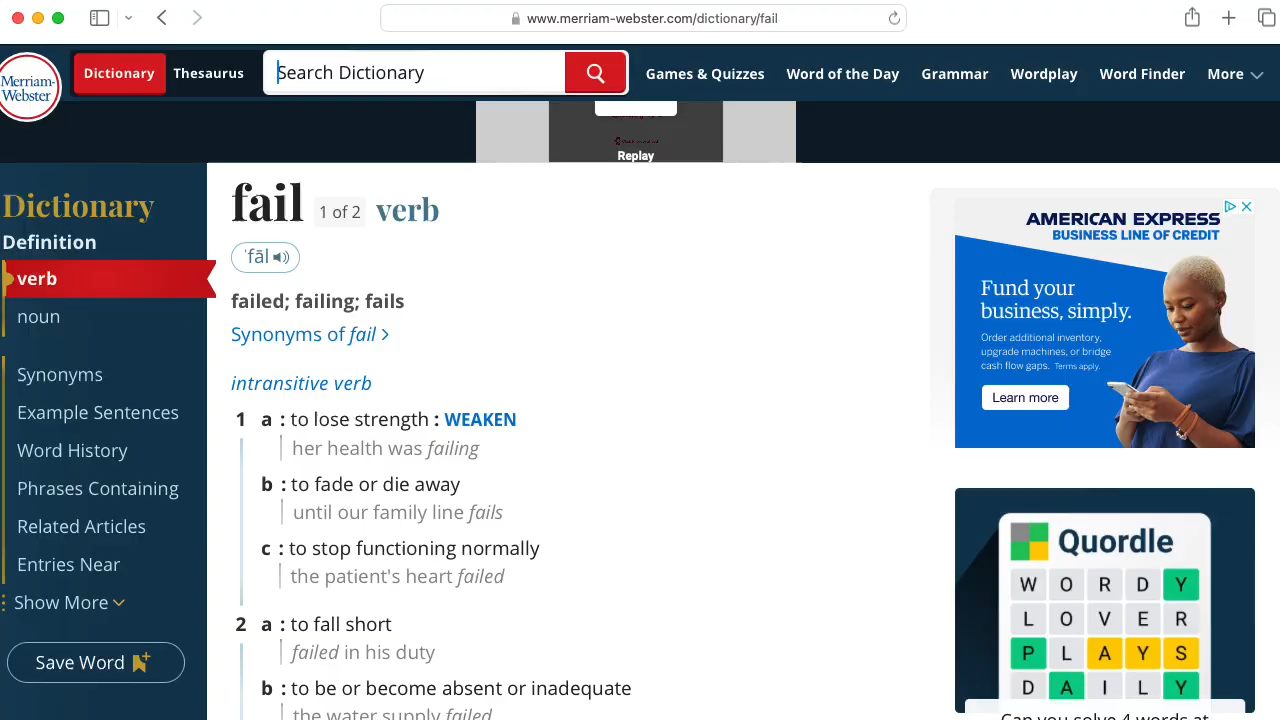 www.merriam-webster.com/dictionary/fail
Merriam-
Webster
Dictionary
Thesaurus
Search Dictionary
Games & Quizzes
Word of the Day
Grammar
Wordplay
Word Finder
More
Replay
Dictionary
Definition
verb
noun
Synonyms
Example Sentences
Word History
Phrases Containing
Related Articles
Entries Near
Show More
Save Word
fail 1 of 2 verb
ˈfāl
failed; failing; fails
Synonyms of fail
intransitive verb
1 a : to lose strength : WEAKEN
her health was failing
b : to fade or die away
until our family line fails
c : to stop functioning normally
the patient's heart failed
2 a : to fall short
failed in his duty
b : to be or become absent or inadequate
the water supply failed
AMERICAN EXPRESS
BUSINESS LINE OF CREDIT
Fund your
business, simply.
Order additional inventory,
upgrade machines, or bridge
cash flow gaps. Terms apply.
Learn more
Quordle
W O R D Y
L O V E R
P L A Y S
D A I L Y
Can you solve 4 words at